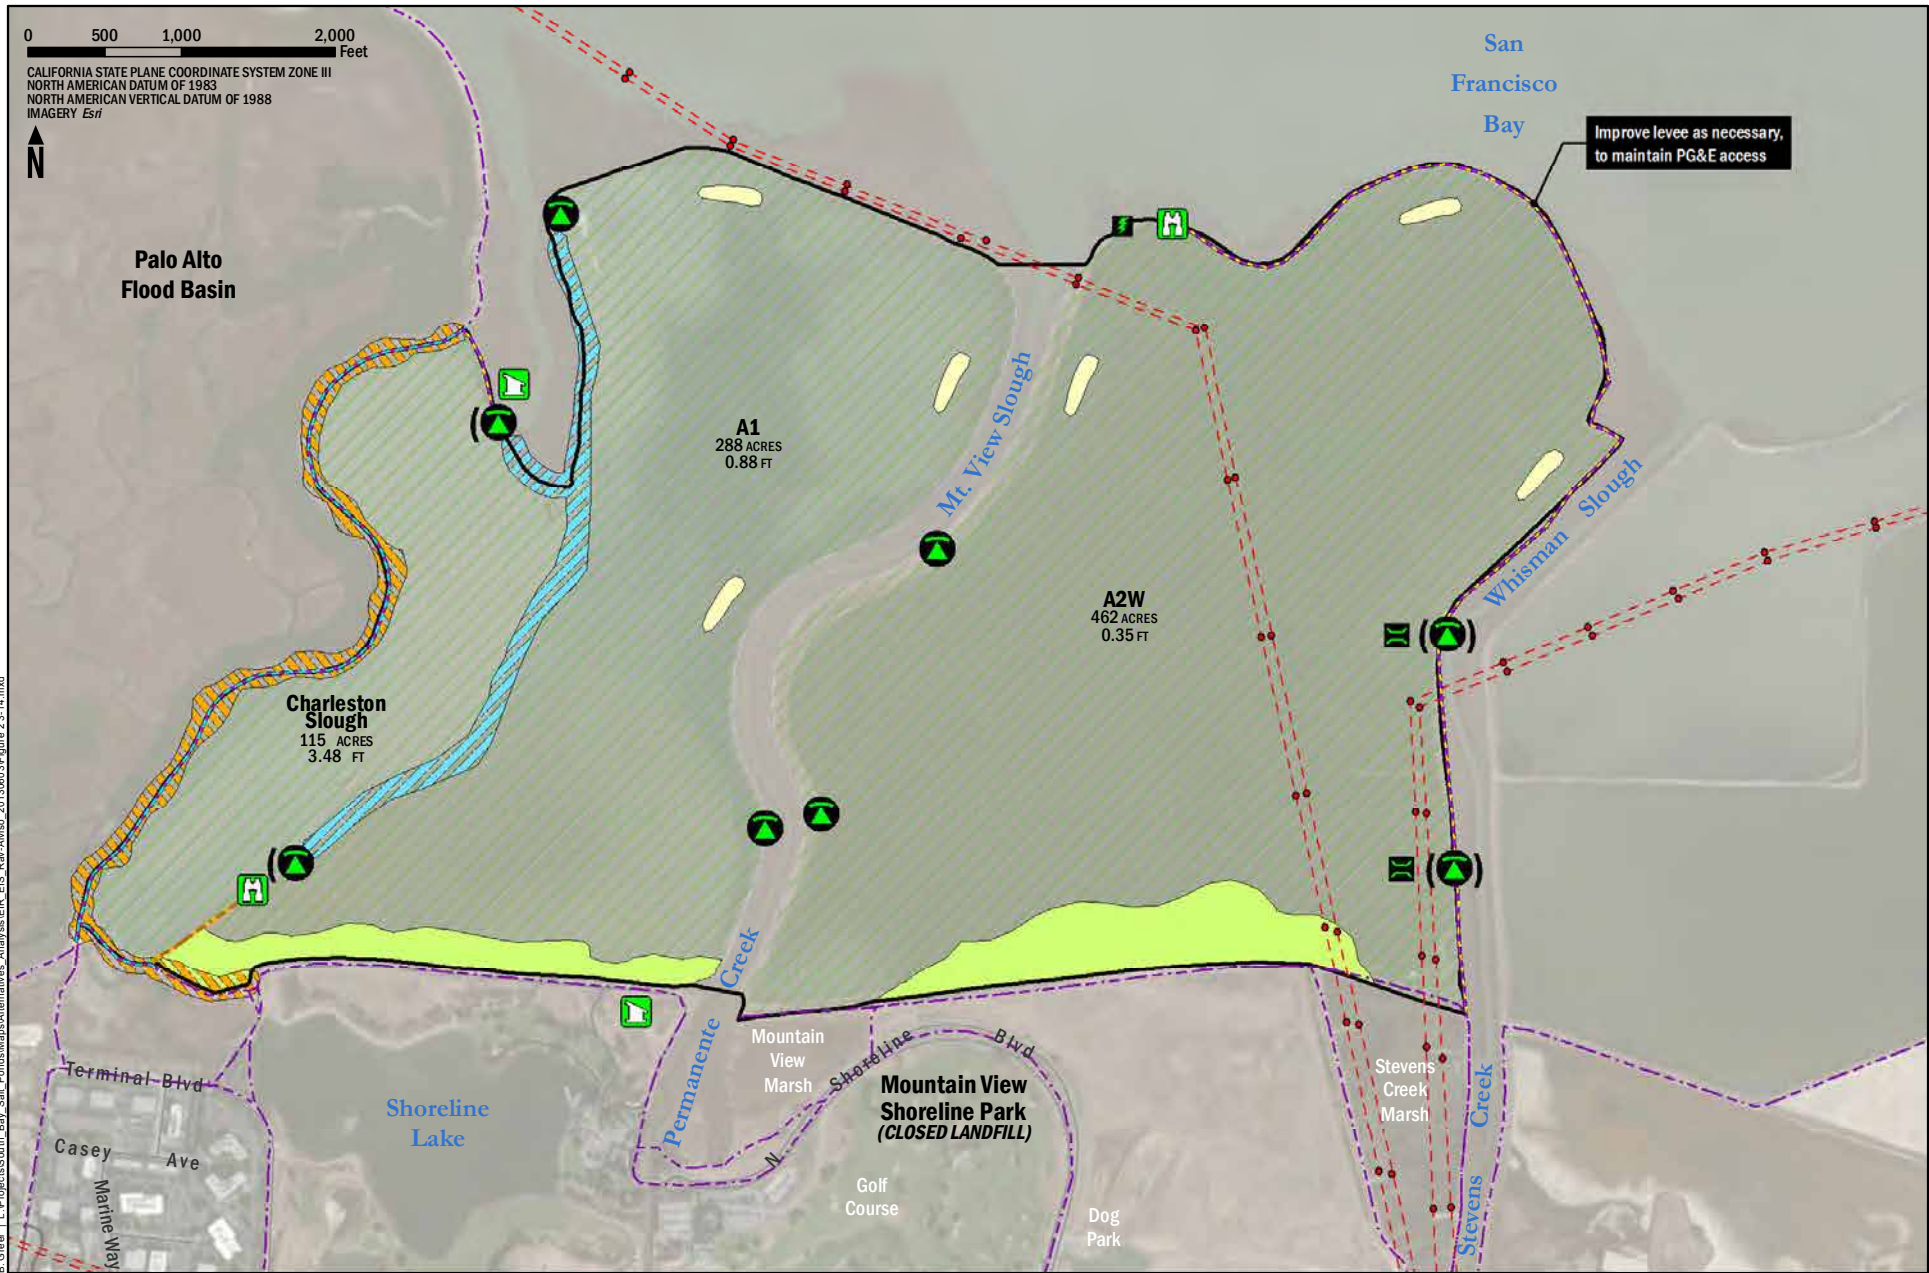 0 500 1,000 2,000
Feet
CALIFORNIA STATE PLANE COORDINATE SYSTEM ZONE III
NORTH AMERICAN DATUM OF 1983
NORTH AMERICAN VERTICAL DATUM OF 1988
IMAGERY Esri
N
San
Francisco
Bay
Improve levee as necessary,
to maintain PG&E access
Palo Alto
Flood Basin
A1
288 ACRES
0.88 FT
Mt. View Slough
A2W
462 ACRES
0.35 FT
Whisman Slough
Charleston
Slough
115 ACRES
3.48 FT
Permanente Creek
Mountain
View
Marsh
N Shoreline Blvd
Mountain View
Shoreline Park
(CLOSED LANDFILL)
Stevens
Creek
Marsh
Stevens Creek
Terminal Blvd
Shoreline
Lake
Casey Ave
Marine Way
Golf
Course
Dog
Park